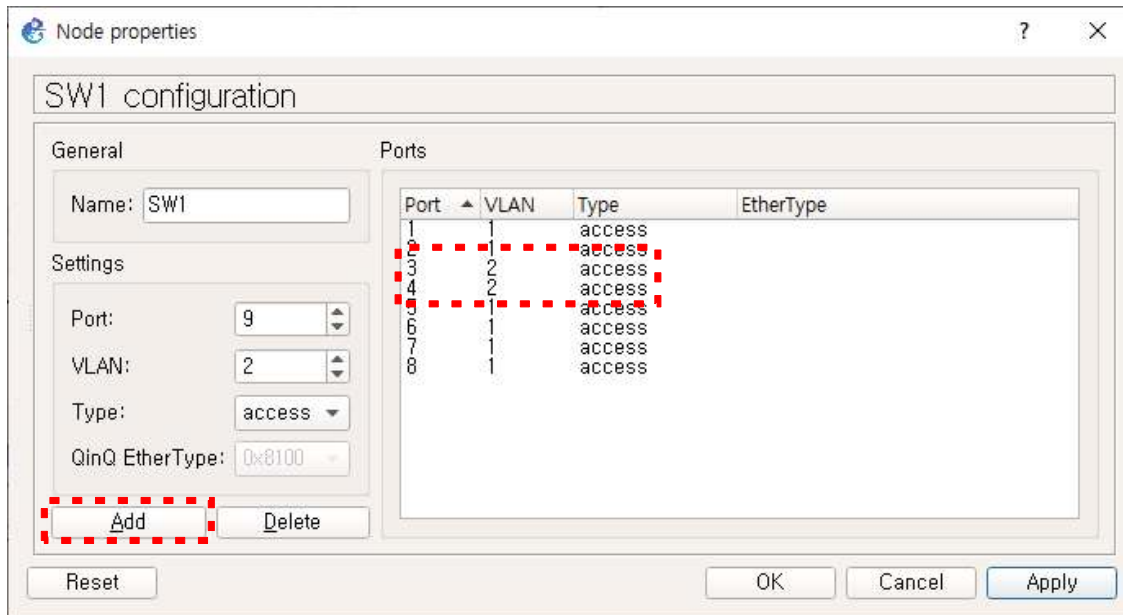 Node properties
SW1 configuration
General
Name: SW1
Settings
Port: 9
VLAN: 2
Type: access
QinQ EtherType: 0x8100
Add Delete
Ports
Port VLAN Type EtherType
1 1 access
2 1 access
3 2 access
4 2 access
5 1 access
6 1 access
7 1 access
8 1 access
Reset OK Cancel Apply